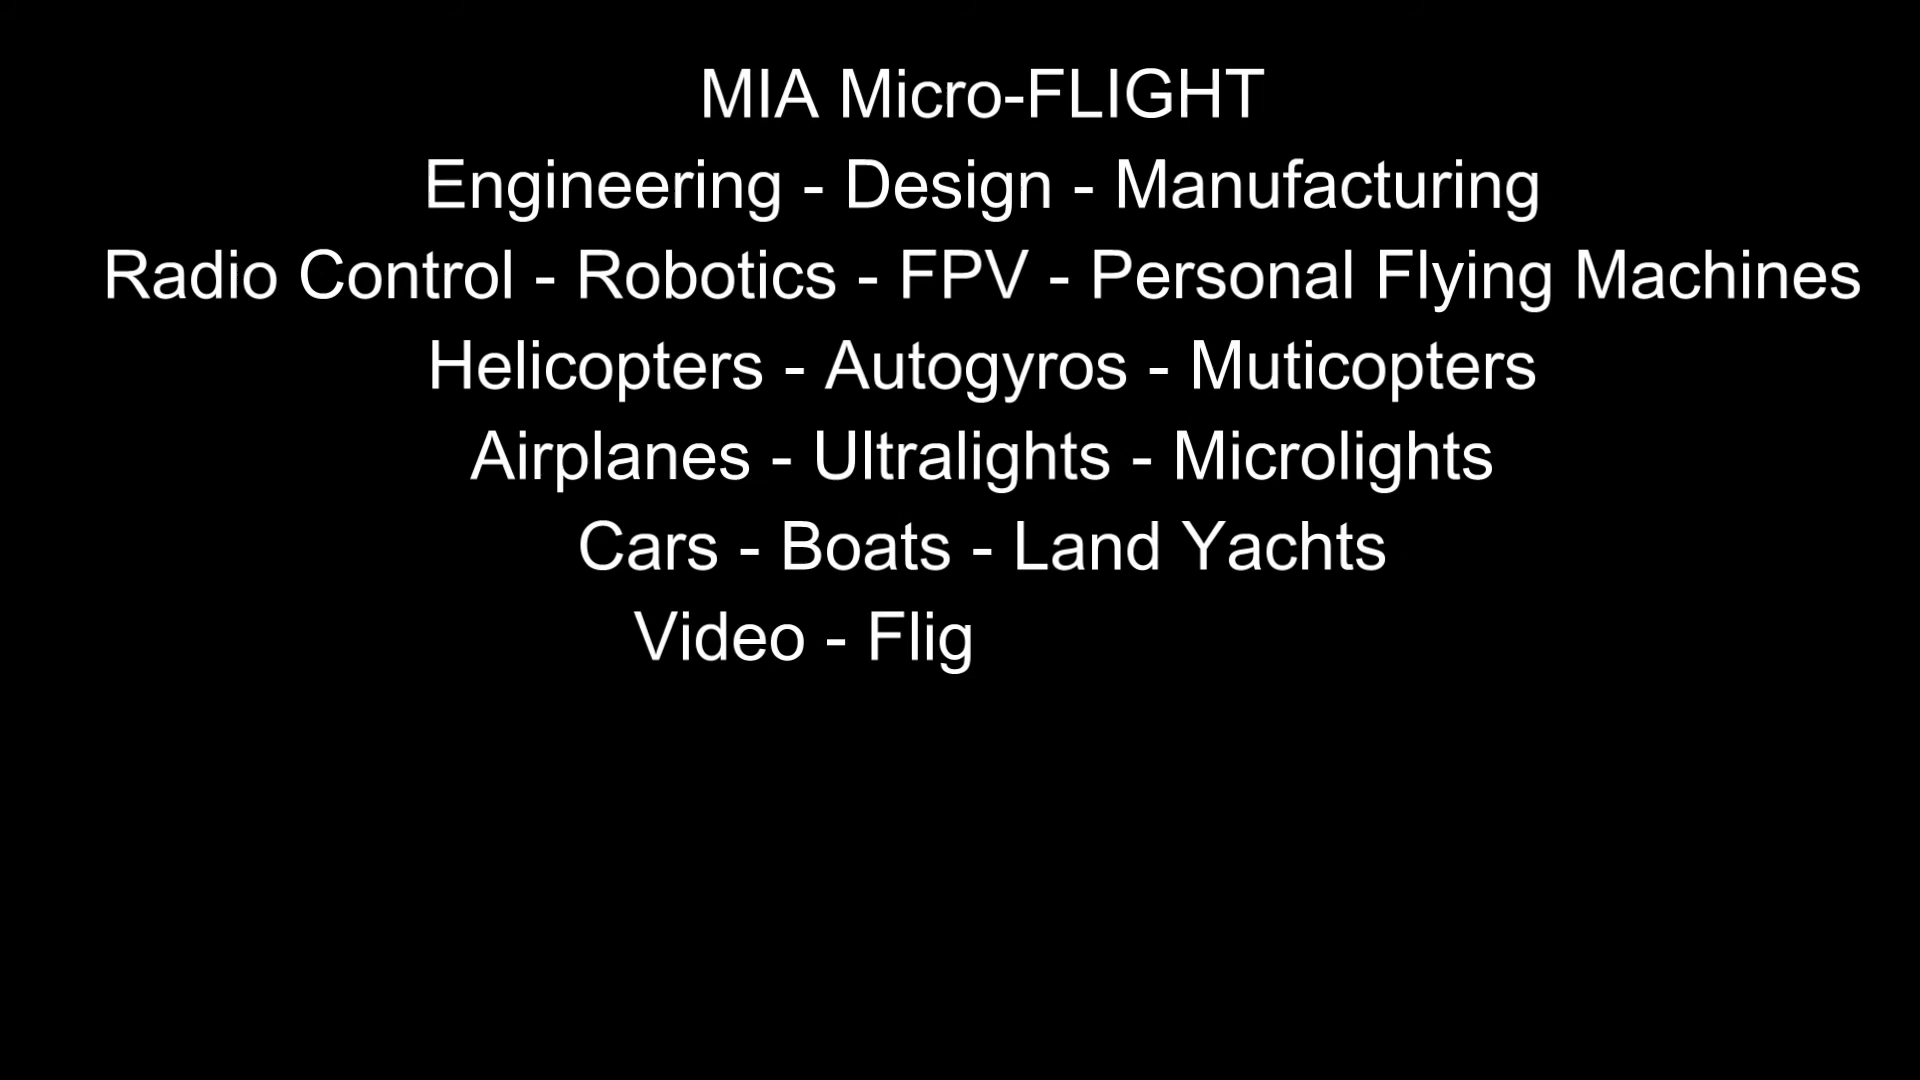 MIA Micro-FLIGHT
Engineering - Design - Manufacturing
Radio Control - Robotics - FPV - Personal Flying Machines
Helicopters - Autogyros - Muticopters
Airplanes - Ultralights - Microlights
Cars - Boats - Land Yachts
Video - Flig